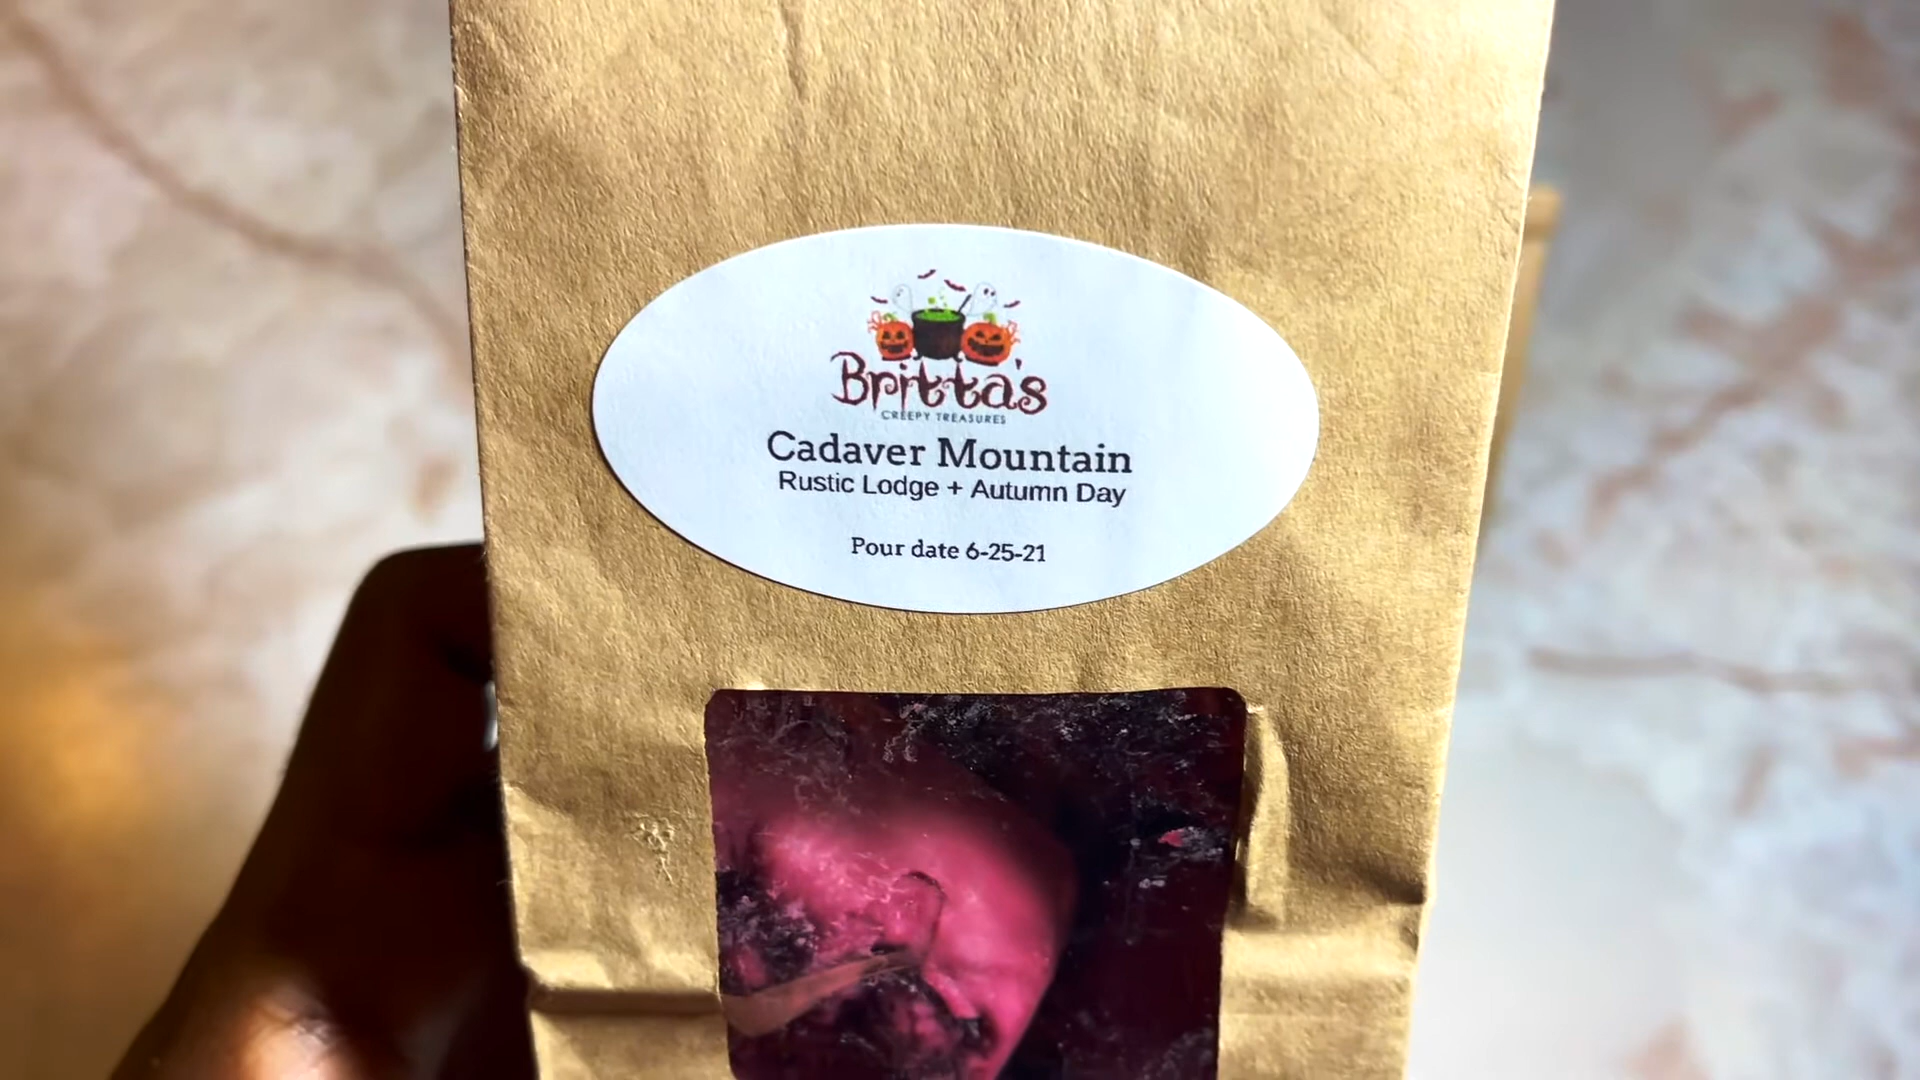 Britta's
CREEPY TREASURES
Cadaver Mountain
Rustic Lodge + Autumn Day
Pour date 6-25-21